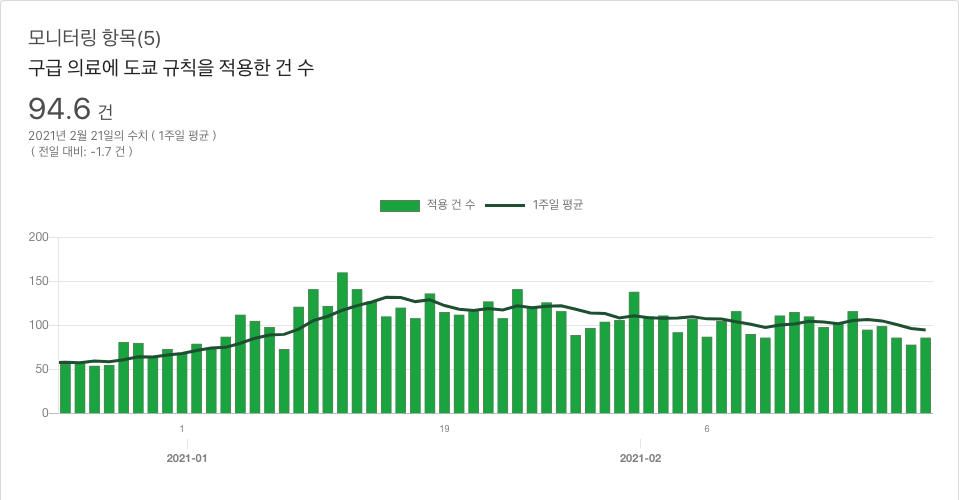 모니터링 항목(5)
구급 의료에 도쿄 규칙을 적용한 건 수
94.6 건
2021년 2월 21일의 수치 ( 1주일 평균 )
( 전일 대비: -1.7 건 )
적용 건 수 1주일 평균
200
150
100
50
0
1 19 6
2021-01 2021-02